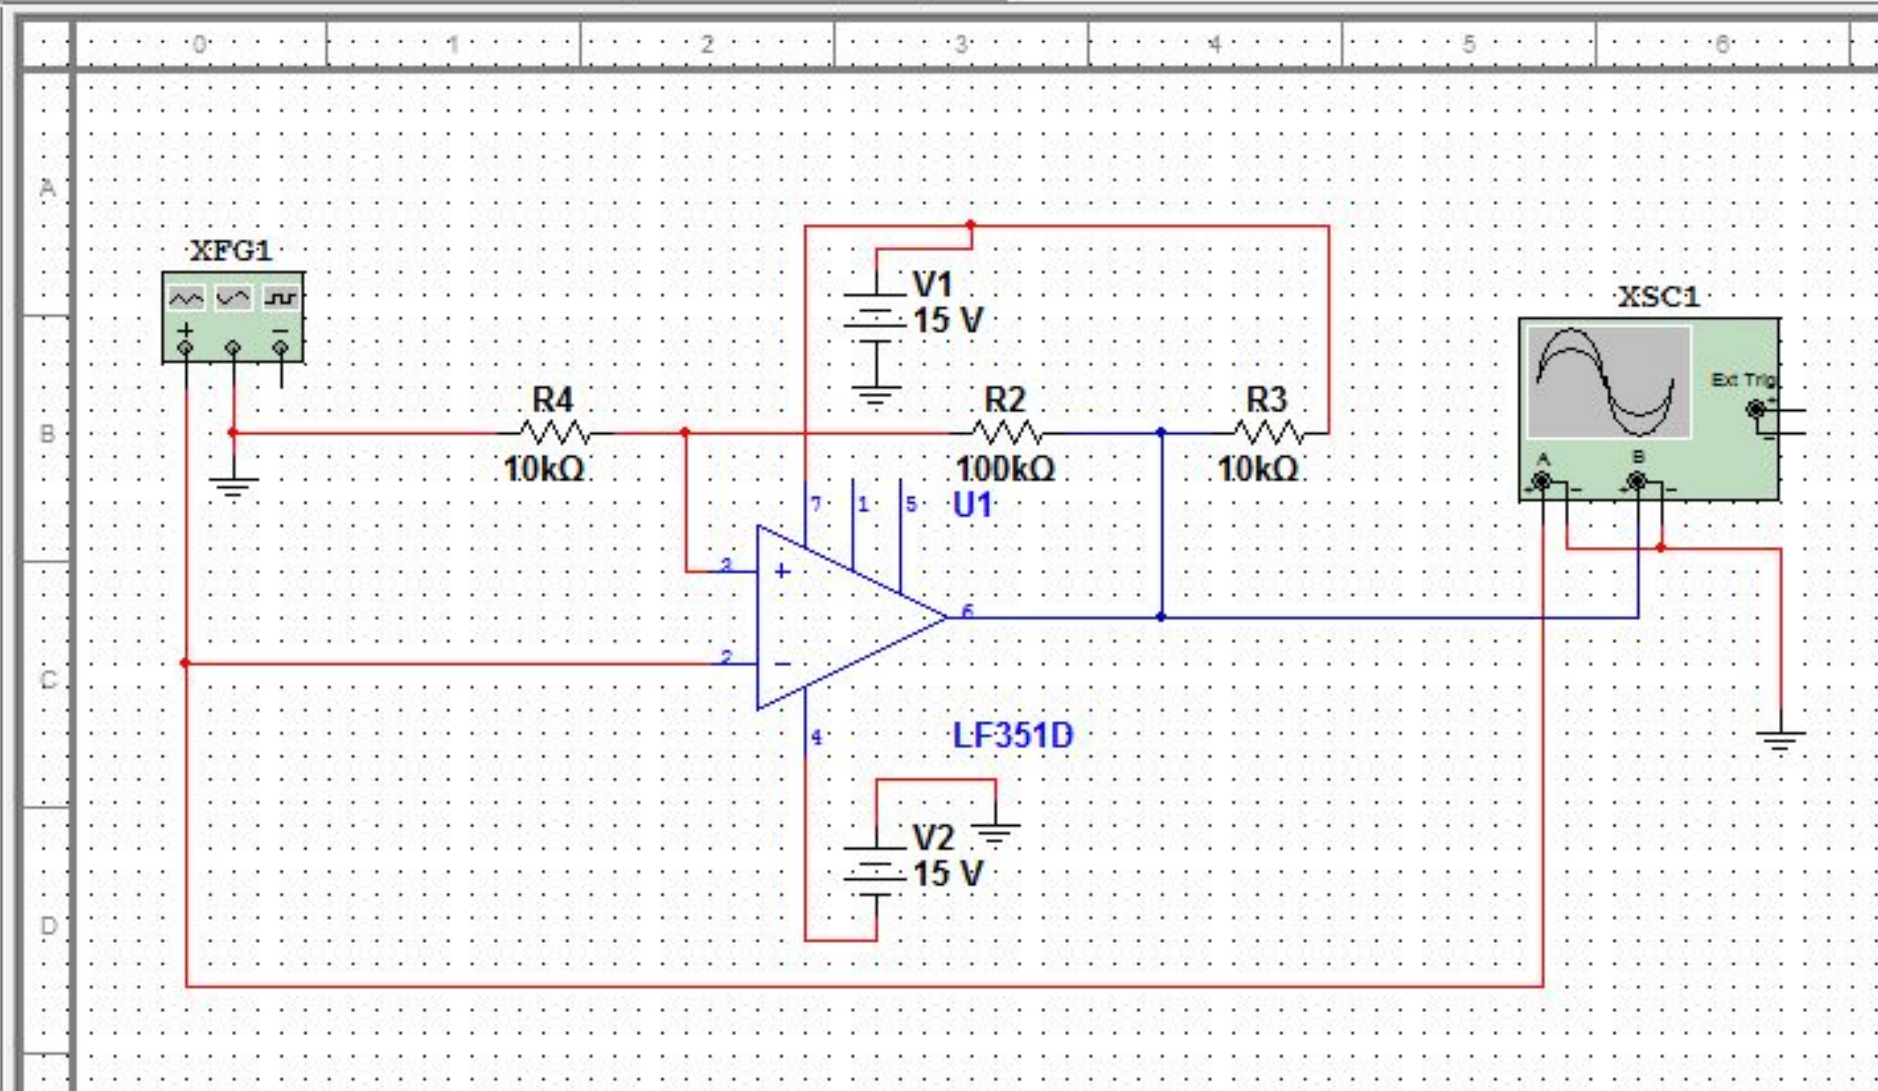 0 1 2 3 4 5 6
A
XFG1
V1
15 V
XSC1
+ −
Ext Trig
+
−
R4 R2 R3
B
10kΩ 100kΩ 10kΩ
A B
+ − + −
7 1 5 U1
3 +
6
2 −
C
4 LF351D
V2
15 V
D